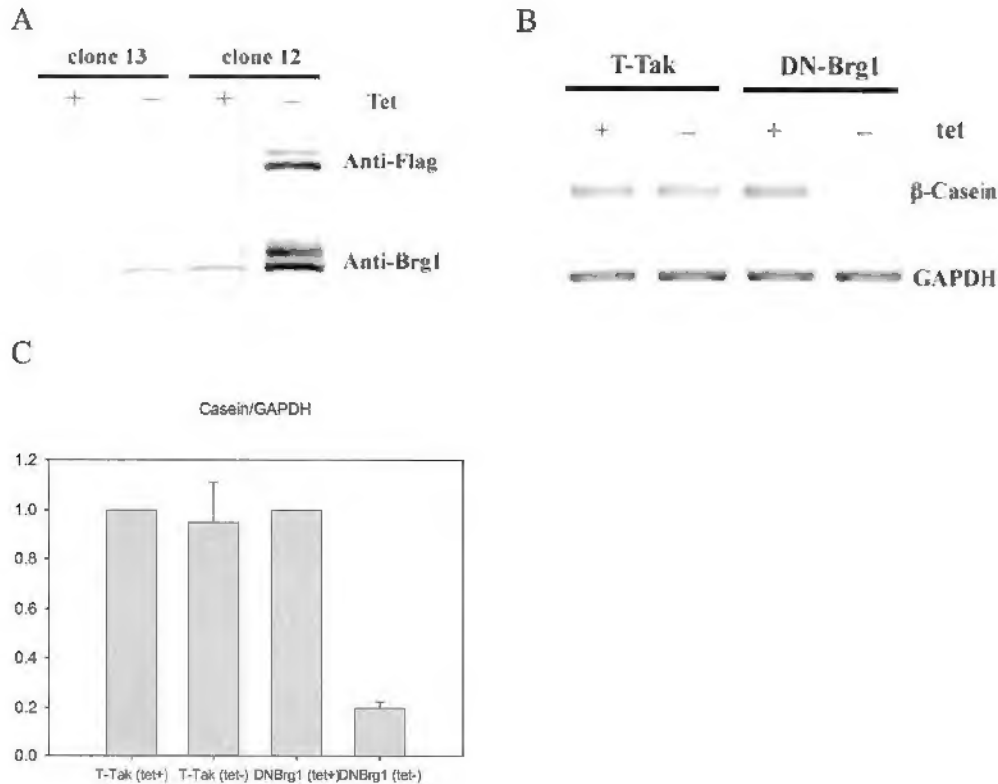 A
clone 13 clone 12
+ − + − Tet
Anti-Flag
Anti-Brg1
B
T-Tak DN-Brg1
+ − + − tet
β-Casein
GAPDH
C
Casein/GAPDH
1.2
1.0
0.8
0.6
0.4
0.2
0.0
T-Tak (tet+) T-Tak (tet-) DNBrg1 (tet+) DNBrg1 (tet-)